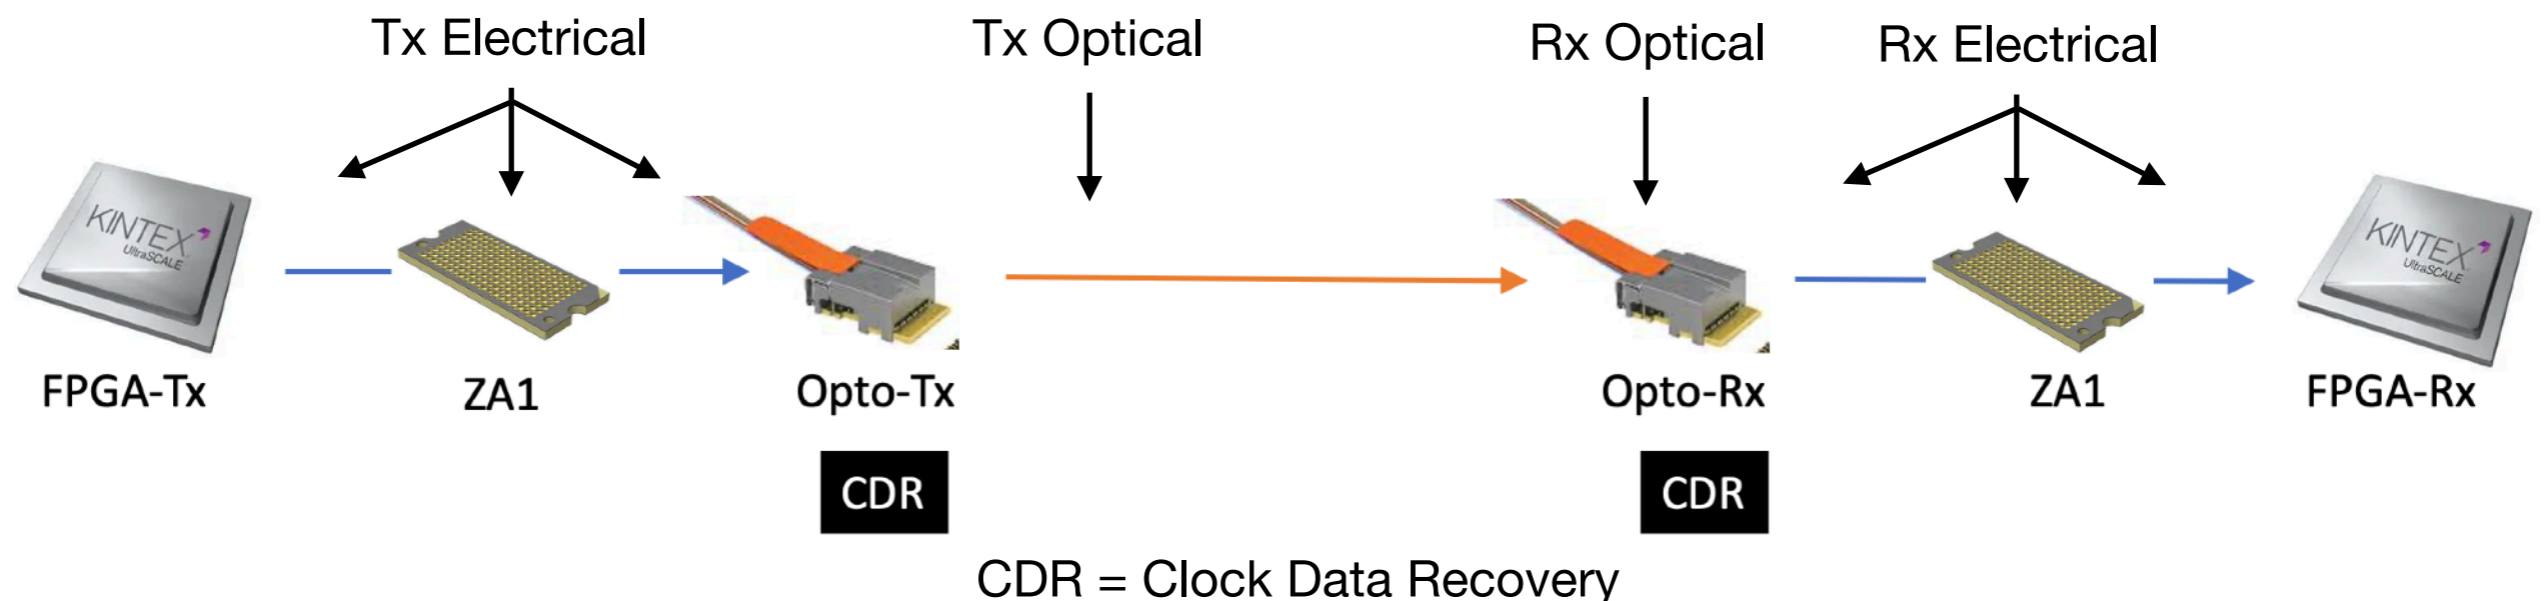 Tx Electrical
Tx Optical
Rx Optical
Rx Electrical
KINTEX
UltraSCALE
KINTEX
UltraSCALE
FPGA-Tx
ZA1
Opto-Tx
Opto-Rx
ZA1
FPGA-Rx
CDR
CDR
CDR = Clock Data Recovery